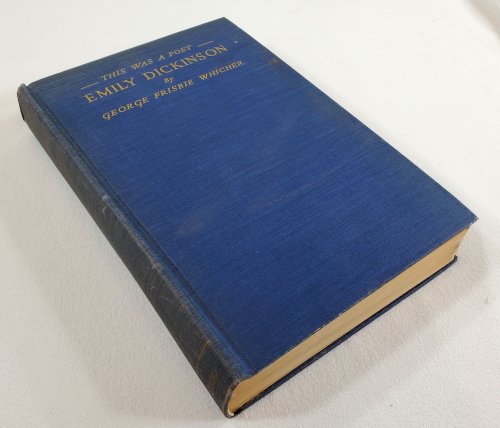 THIS WAS A POET
EMILY DICKINSON
By
GEORGE FRISBIE WHICHER